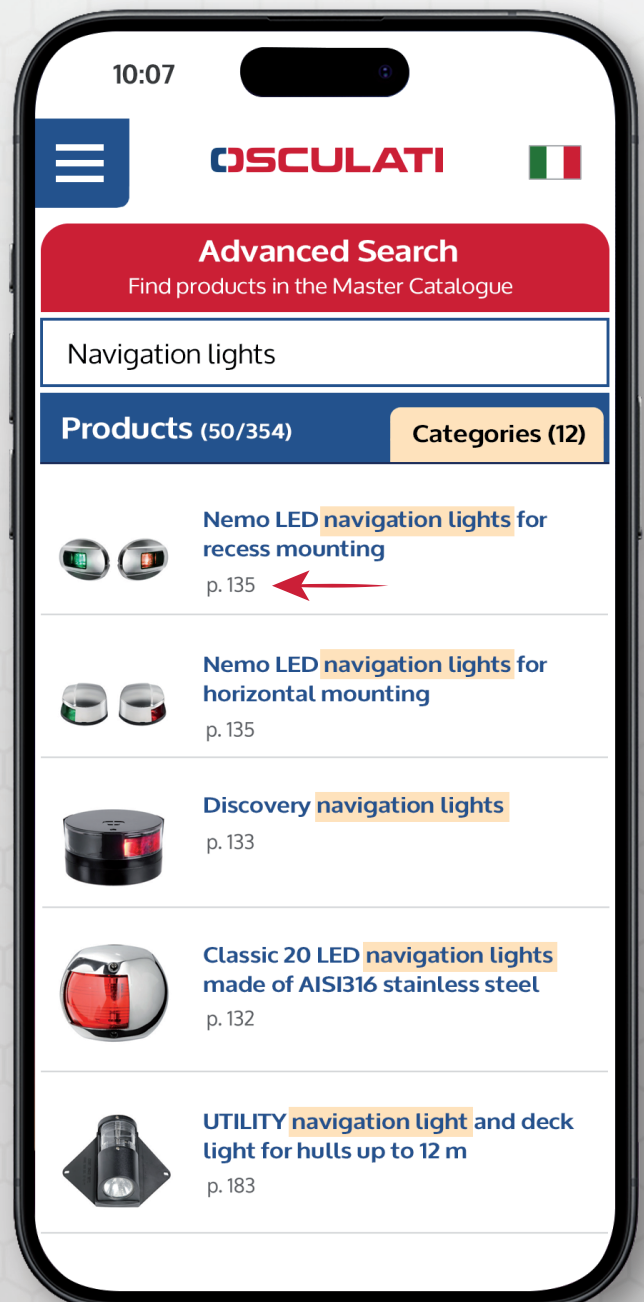 10:07
OSCULATI
Advanced Search
Find products in the Master Catalogue
Navigation lights
Products (50/354)
Categories (12)
Nemo LED navigation lights for
recess mounting
p. 135
Nemo LED navigation lights for
horizontal mounting
p. 135
Discovery navigation lights
p. 133
Classic 20 LED navigation lights
made of AISI316 stainless steel
p. 132
UTILITY navigation light and deck
light for hulls up to 12 m
p. 183